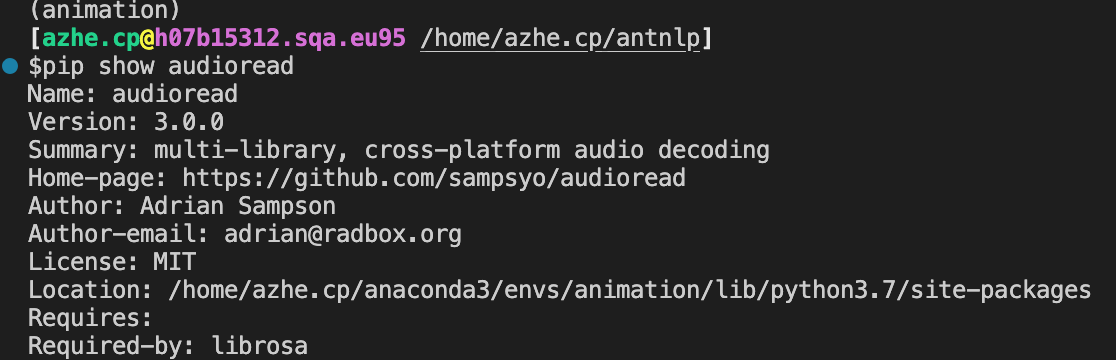 (animation)
[azhe.cp@h07b15312.sqa.eu95 /home/azhe.cp/antnlp]
$pip show audioread
Name: audioread
Version: 3.0.0
Summary: multi-library, cross-platform audio decoding
Home-page: https://github.com/sampsyo/audioread
Author: Adrian Sampson
Author-email: adrian@radbox.org
License: MIT
Location: /home/azhe.cp/anaconda3/envs/animation/lib/python3.7/site-packages
Requires:
Required-by: librosa